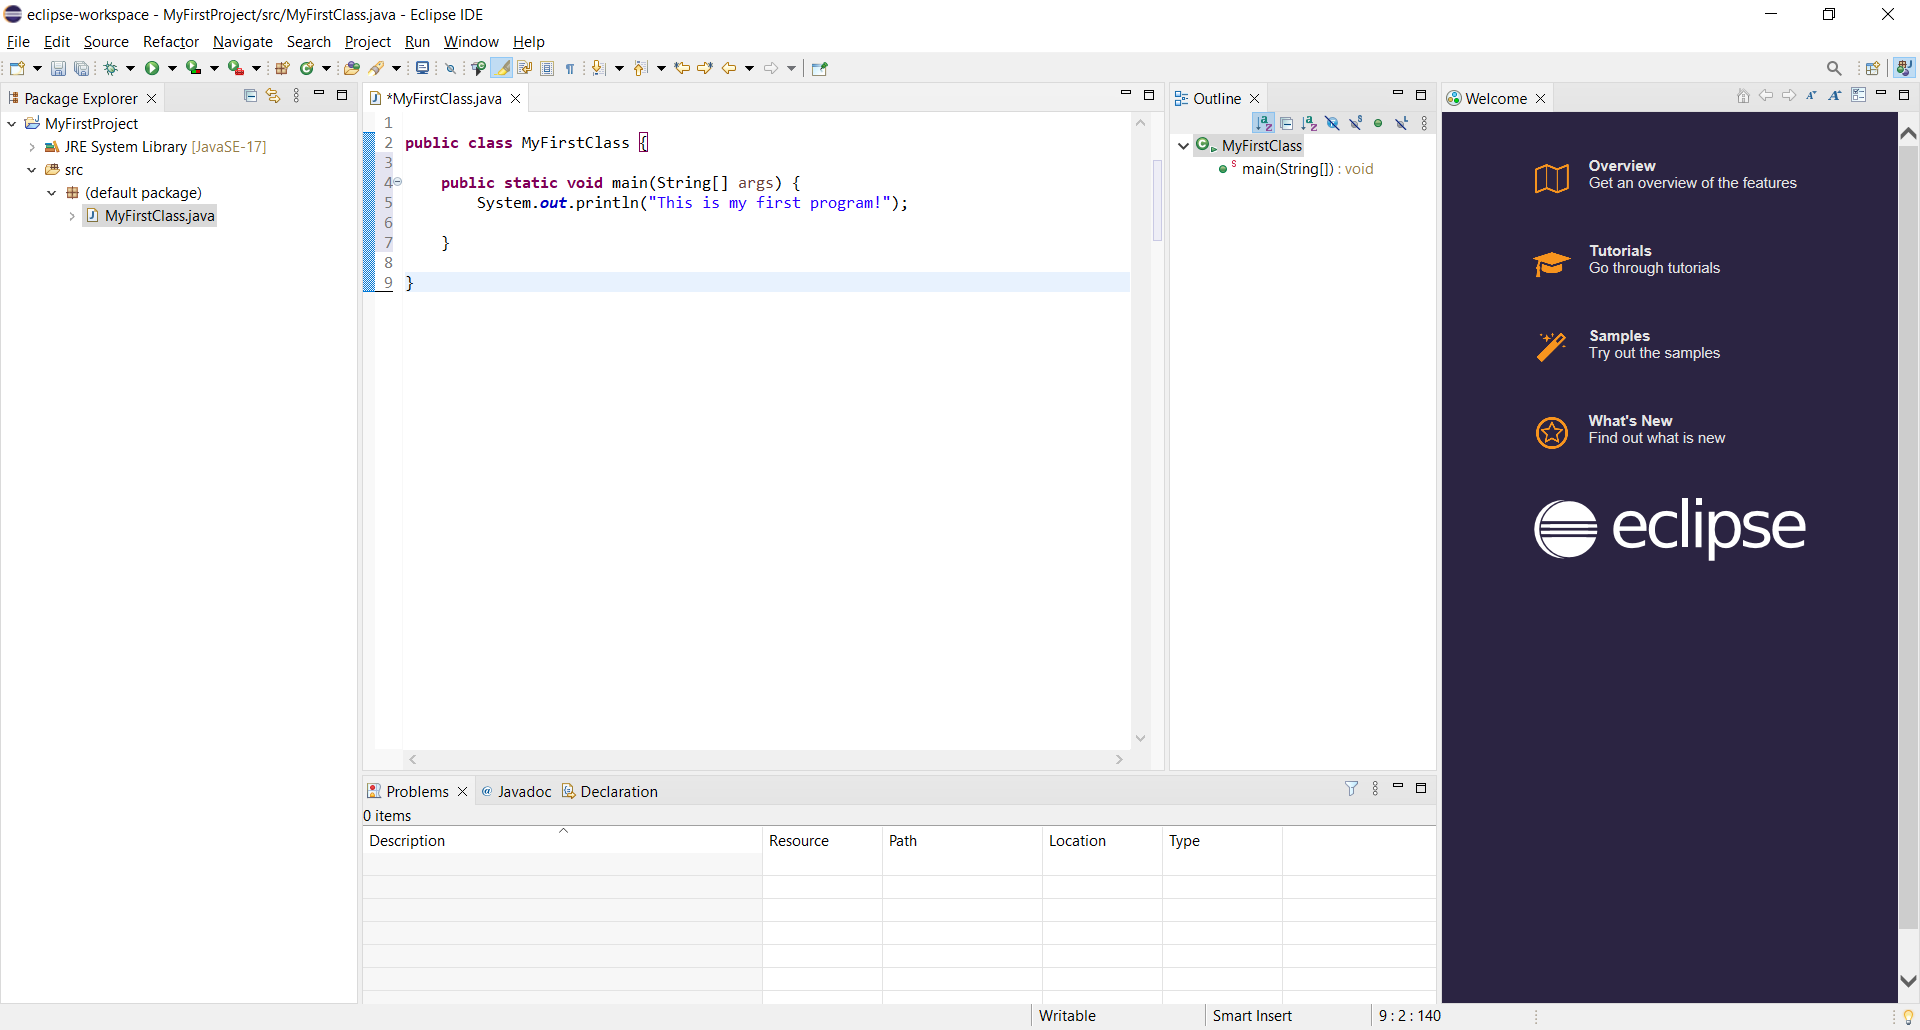 eclipse-workspace - MyFirstProject/src/MyFirstClass.java - Eclipse IDE
File Edit Source Refactor Navigate Search Project Run Window Help
Package Explorer
MyFirstProject
JRE System Library [JavaSE-17]
src
(default package)
MyFirstClass.java
*MyFirstClass.java
1
2 public class MyFirstClass {
3
4 public static void main(String[] args) {
5 System.out.println("This is my first program!");
6
7 }
8
9 }
Outline
MyFirstClass
main(String[]) : void
Welcome
Overview
Get an overview of the features
Tutorials
Go through tutorials
Samples
Try out the samples
What's New
Find out what is new
eclipse
Problems Javadoc Declaration
0 items
Description Resource Path Location Type
Writable Smart Insert 9 : 2 : 140